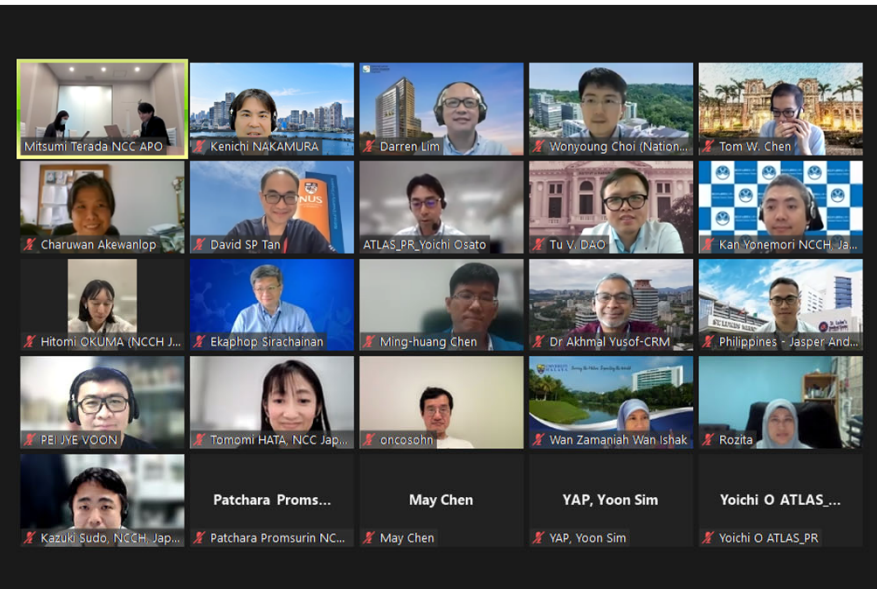 Mitsumi Terada NCC APO
Kenichi NAKAMURA
Darren Lim
Wonyoung Choi (Nation...
Tom W. Chen
Charuwan Akewanlop
NUS
David SP Tan
ATLAS_PR_Yoichi Osato
Tu V. DAO
Kan Yonemori NCCH, Ja...
Hitomi OKUMA (NCCH J...
Ekaphop Sirachainan
Ming-huang Chen
Dr Akhmal Yusof-CRM
ST. LUKE'S MEDICAL
Philippines - Jasper And...
PEI JYE VOON
Tomomi HATA, NCC Jap...
oncosohn
Wan Zamaniah Wan Ishak
Rozita
Kazuki Sudo, NCCH, Jap...
Patchara Proms...
Patchara Promsurin NC...
May Chen
May Chen
YAP, Yoon Sim
YAP, Yoon Sim
Yoichi O ATLAS_...
Yoichi O ATLAS_PR